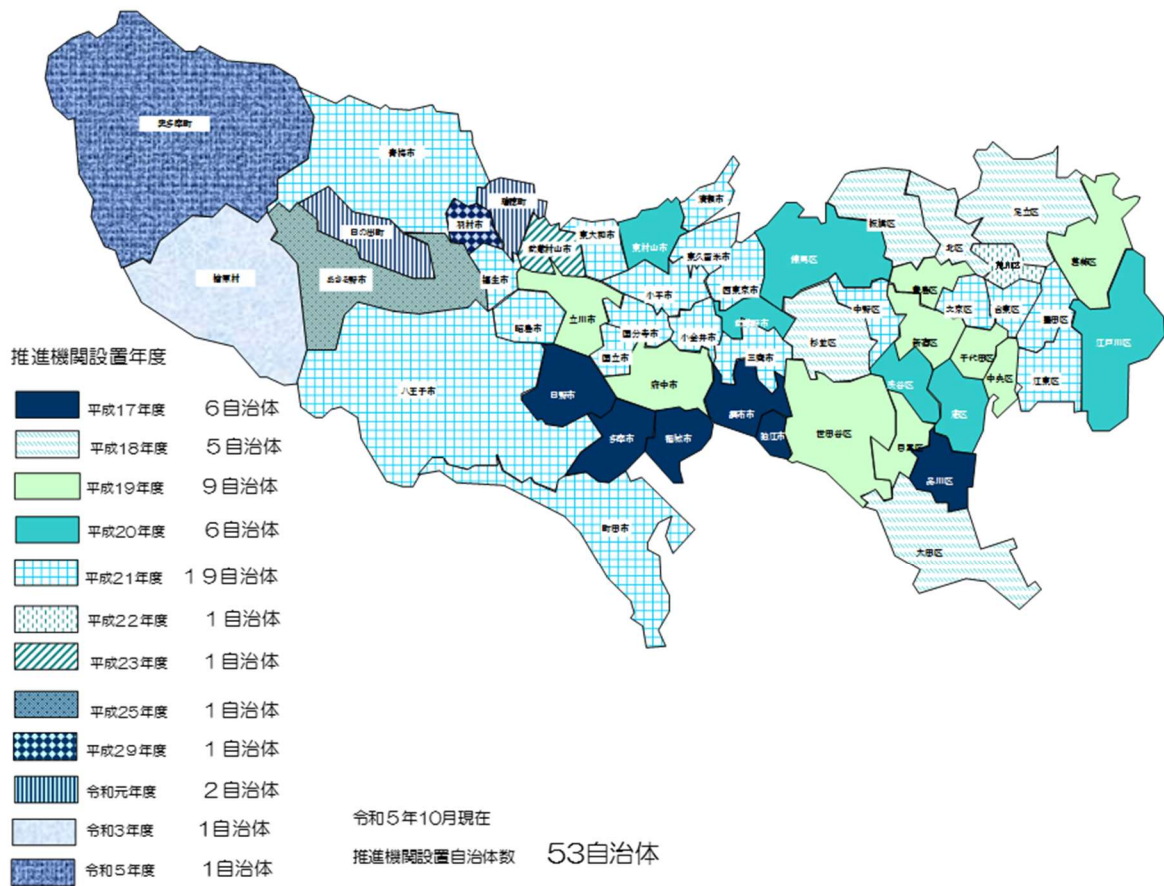 奥多摩町
青梅市
瑞穂町
清瀬市
羽村市
日の出町
武蔵村山市
東大和市
東村山市
板橋区
足立区
北区
荒川区
葛飾区
東久留米市
練馬区
檜原村
あきる野市
福生市
小平市
西東京市
豊島区
文京区
台東区
墨田区
昭島市
立川市
国分寺市
小金井市
武蔵野市
中野区
杉並区
新宿区
千代田区
江戸川区
国立市
三鷹市
渋谷区
中央区
江東区
推進機関設置年度
八王子市
日野市
府中市
調布市
世田谷区
港区
多摩市
稲城市
狛江市
目黒区
品川区
町田市
大田区
平成17年度 6自治体
平成18年度 5自治体
平成19年度 9自治体
平成20年度 6自治体
平成21年度 19自治体
平成22年度 1自治体
平成23年度 1自治体
平成25年度 1自治体
平成29年度 1自治体
令和元年度 2自治体
令和3年度 1自治体
令和5年度 1自治体
令和5年10月現在
推進機関設置自治体数 53自治体